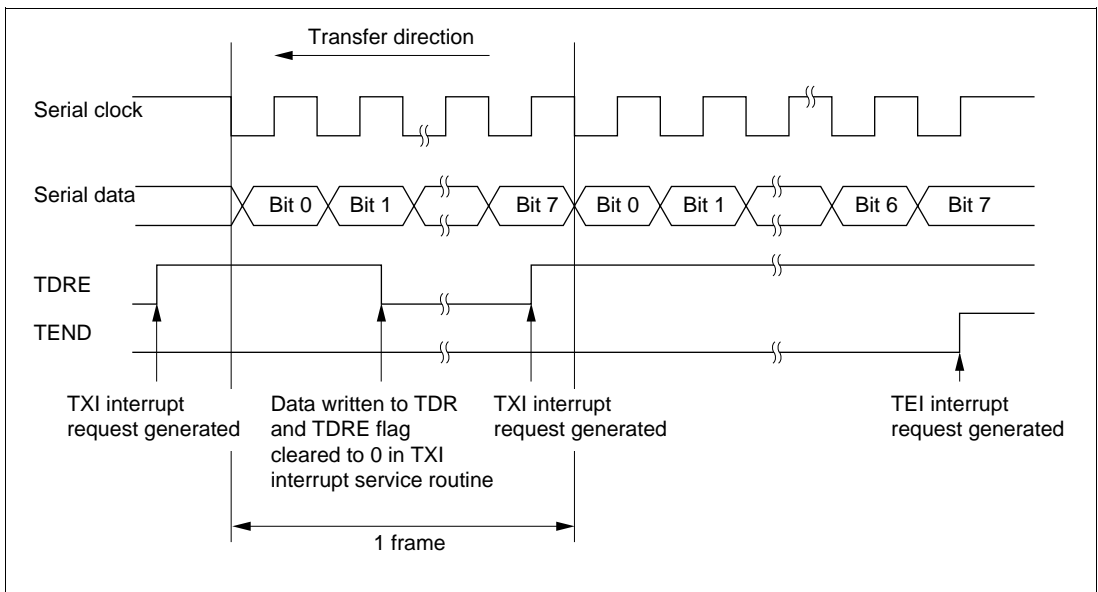 Transfer direction
Serial clock
Serial data
Bit 0 Bit 1 Bit 7 Bit 0 Bit 1 Bit 6 Bit 7
TDRE
TEND
TXI interrupt
request generated
Data written to TDR
and TDRE flag
cleared to 0 in TXI
interrupt service routine
TXI interrupt
request generated
TEI interrupt
request generated
1 frame